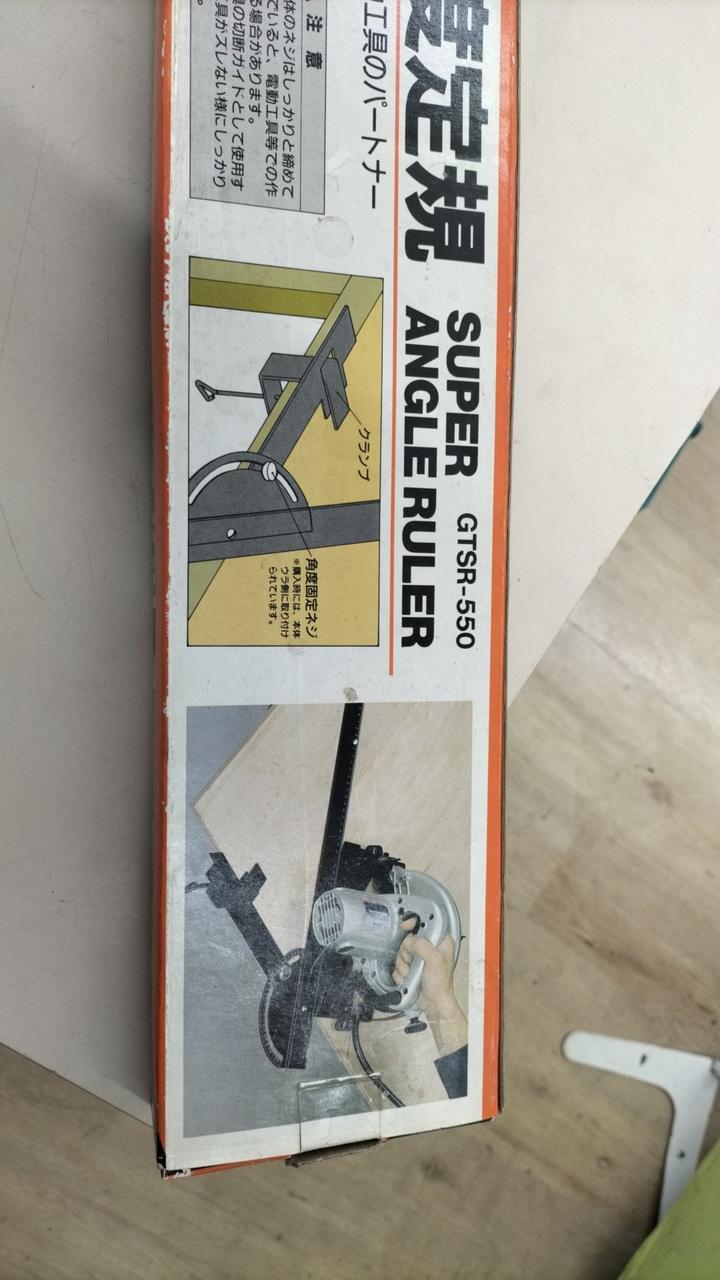 定規
SUPER GTSR-550
ANGLE RULER
工具のパートナー
注意
体のネジはしっかりと締めて
でいると、電動工具等での作
る場合があります。
具の切断ガイドとして使用す
工具がズレない様にしっかり
。
クランプ
角度固定ネジ
※購入時には、本体
ウラ側に取り付け
られています。